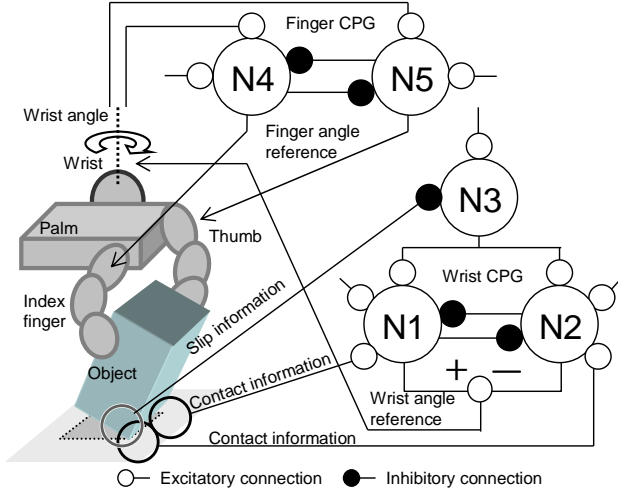 Finger CPG
N4
N5
Wrist angle
Finger angle
reference
Wrist
N3
Palm
Thumb
Wrist CPG
Index
finger
Slip information
N1
N2
Object
Contact information
+ −
Wrist angle
reference
Contact information
Excitatory connection
Inhibitory connection